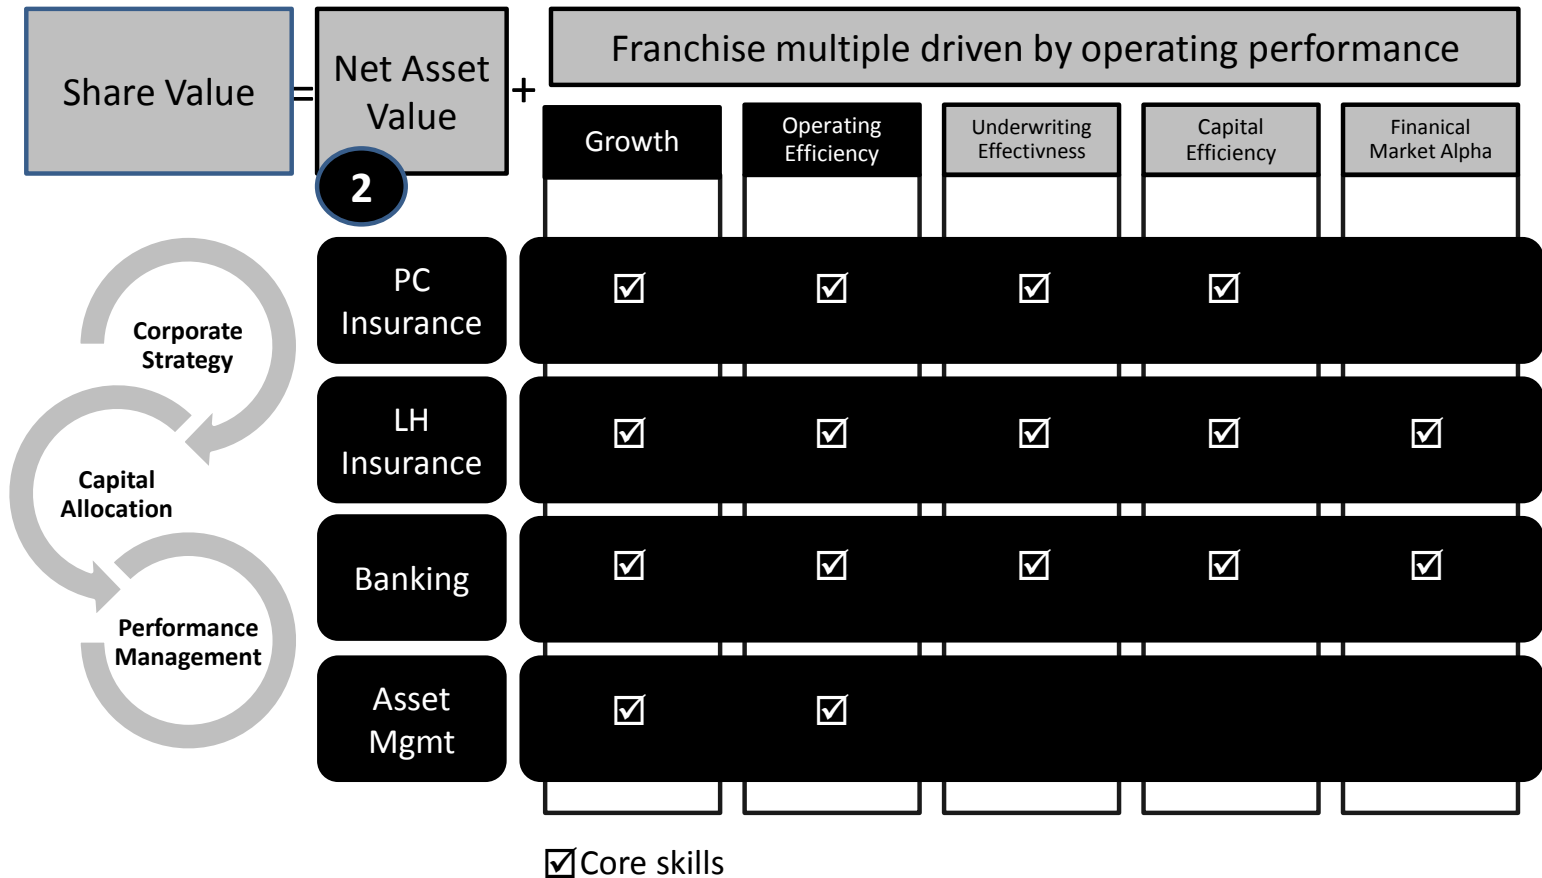 Share Value
=
Net Asset
Value
+
Franchise multiple driven by operating performance
Growth
Operating
Efficiency
Underwriting
Effectivness
Capital
Efficiency
Finanical
Market Alpha
2
Corporate
Strategy
Capital
Allocation
Performance
Management
PC
Insurance
☑ ☑ ☑ ☑
LH
Insurance
☑ ☑ ☑ ☑ ☑
Banking
☑ ☑ ☑ ☑ ☑
Asset
Mgmt
☑ ☑
☑ Core skills